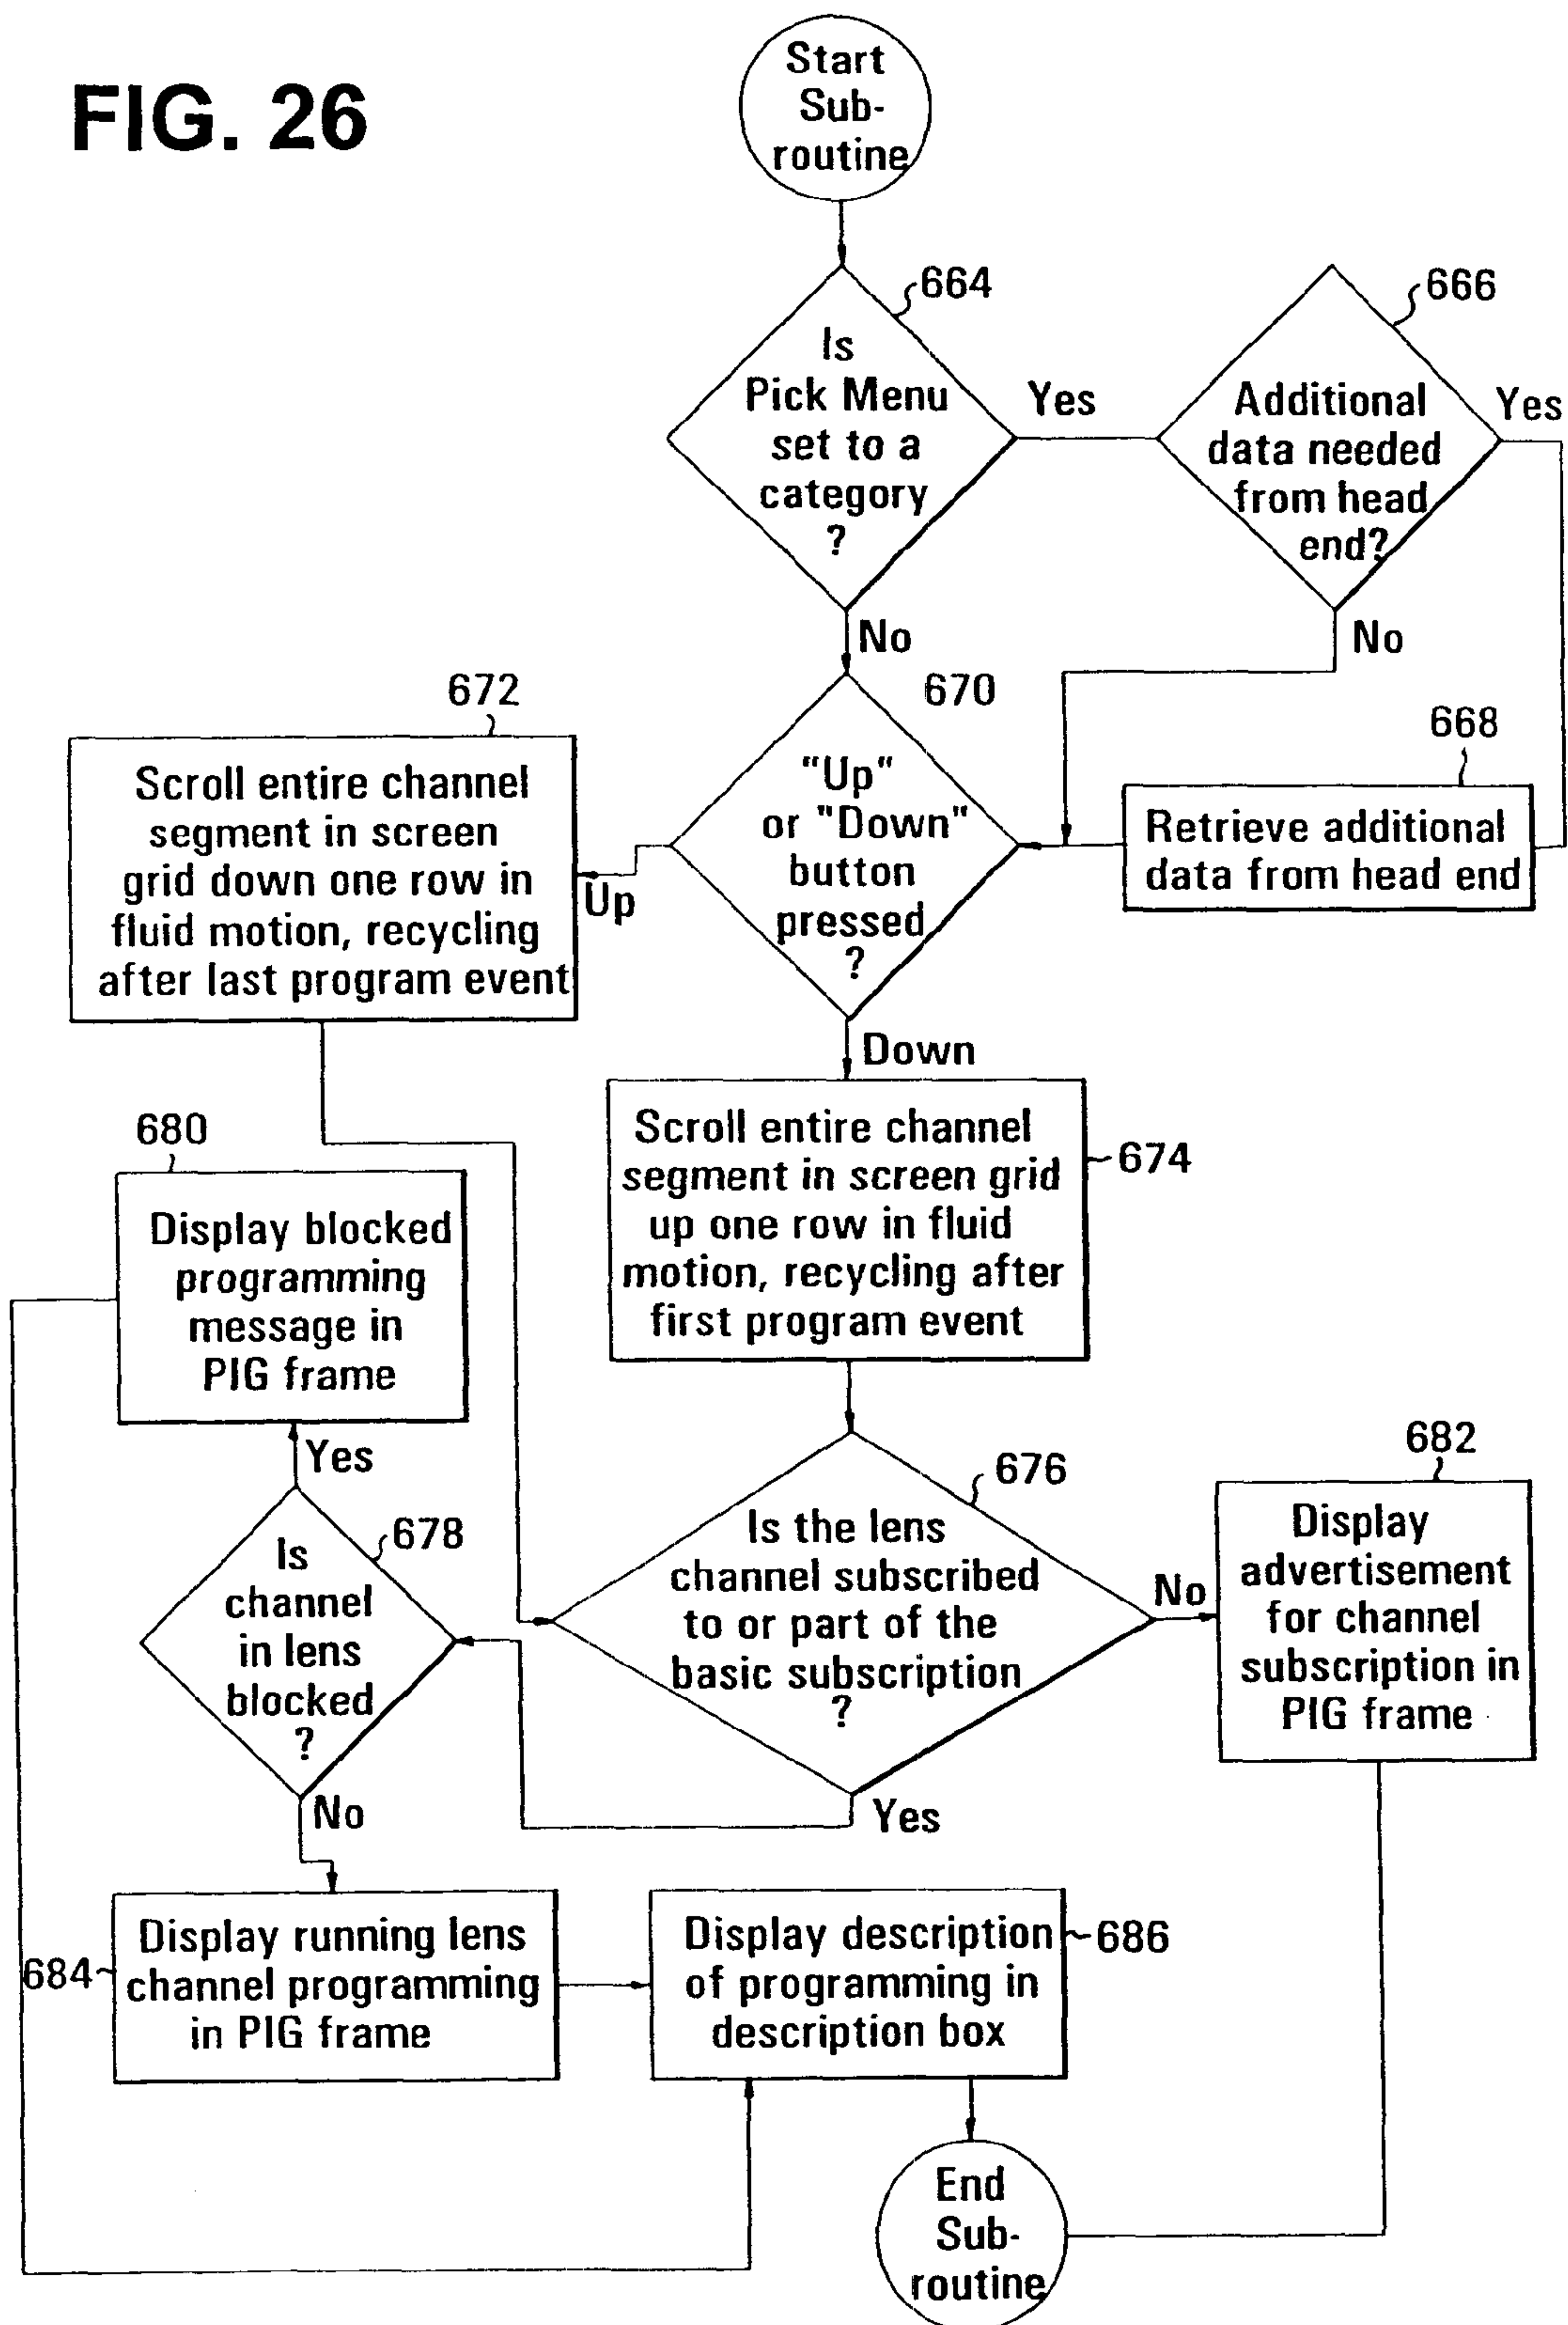 FIG. 26
Start
Sub-
routine
664
Is
Pick Menu
set to a
category
?
Yes
No
666
Additional
data needed
from head
end?
Yes
No
668
Retrieve additional
data from head end
670
"Up"
or "Down"
button
pressed
?
Up
Down
672
Scroll entire channel
segment in screen
grid down one row in
fluid motion, recycling
after last program event
674
Scroll entire channel
segment in screen grid
up one row in fluid
motion, recycling after
first program event
676
Is the lens
channel subscribed
to or part of the
basic subscription
?
No
Yes
682
Display
advertisement
for channel
subscription in
PIG frame
680
Display blocked
programming
message in
PIG frame
Yes
678
Is
channel
in lens
blocked
?
No
684
Display running lens
channel programming
in PIG frame
686
Display description
of programming in
description box
End
Sub-
routine